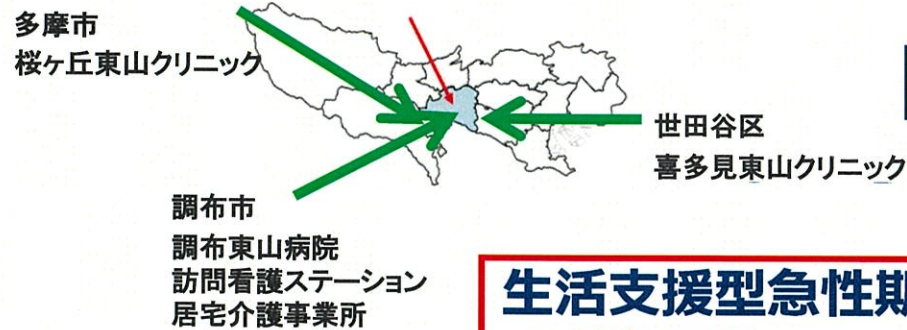 多摩市
桜ヶ丘東山クリニック
世田谷区
喜多見東山クリニック
調布市
調布東山病院
訪問看護ステーション
居宅介護事業所
生活支援型急性期